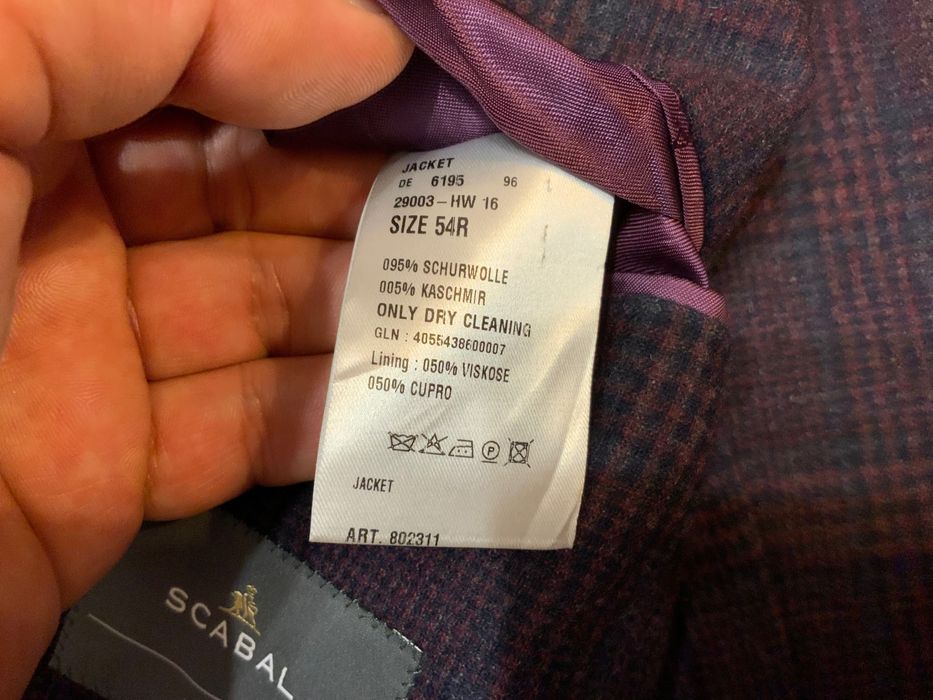 JACKET
DE 6195 96
29003-HW 16
SIZE 54R
095% SCHURWOLLE
005% KASCHMIR
ONLY DRY CLEANING
GLN : 4055438600007
Lining : 050% VISKOSE
050% CUPRO
P
JACKET
ART. 802311
SCABAL